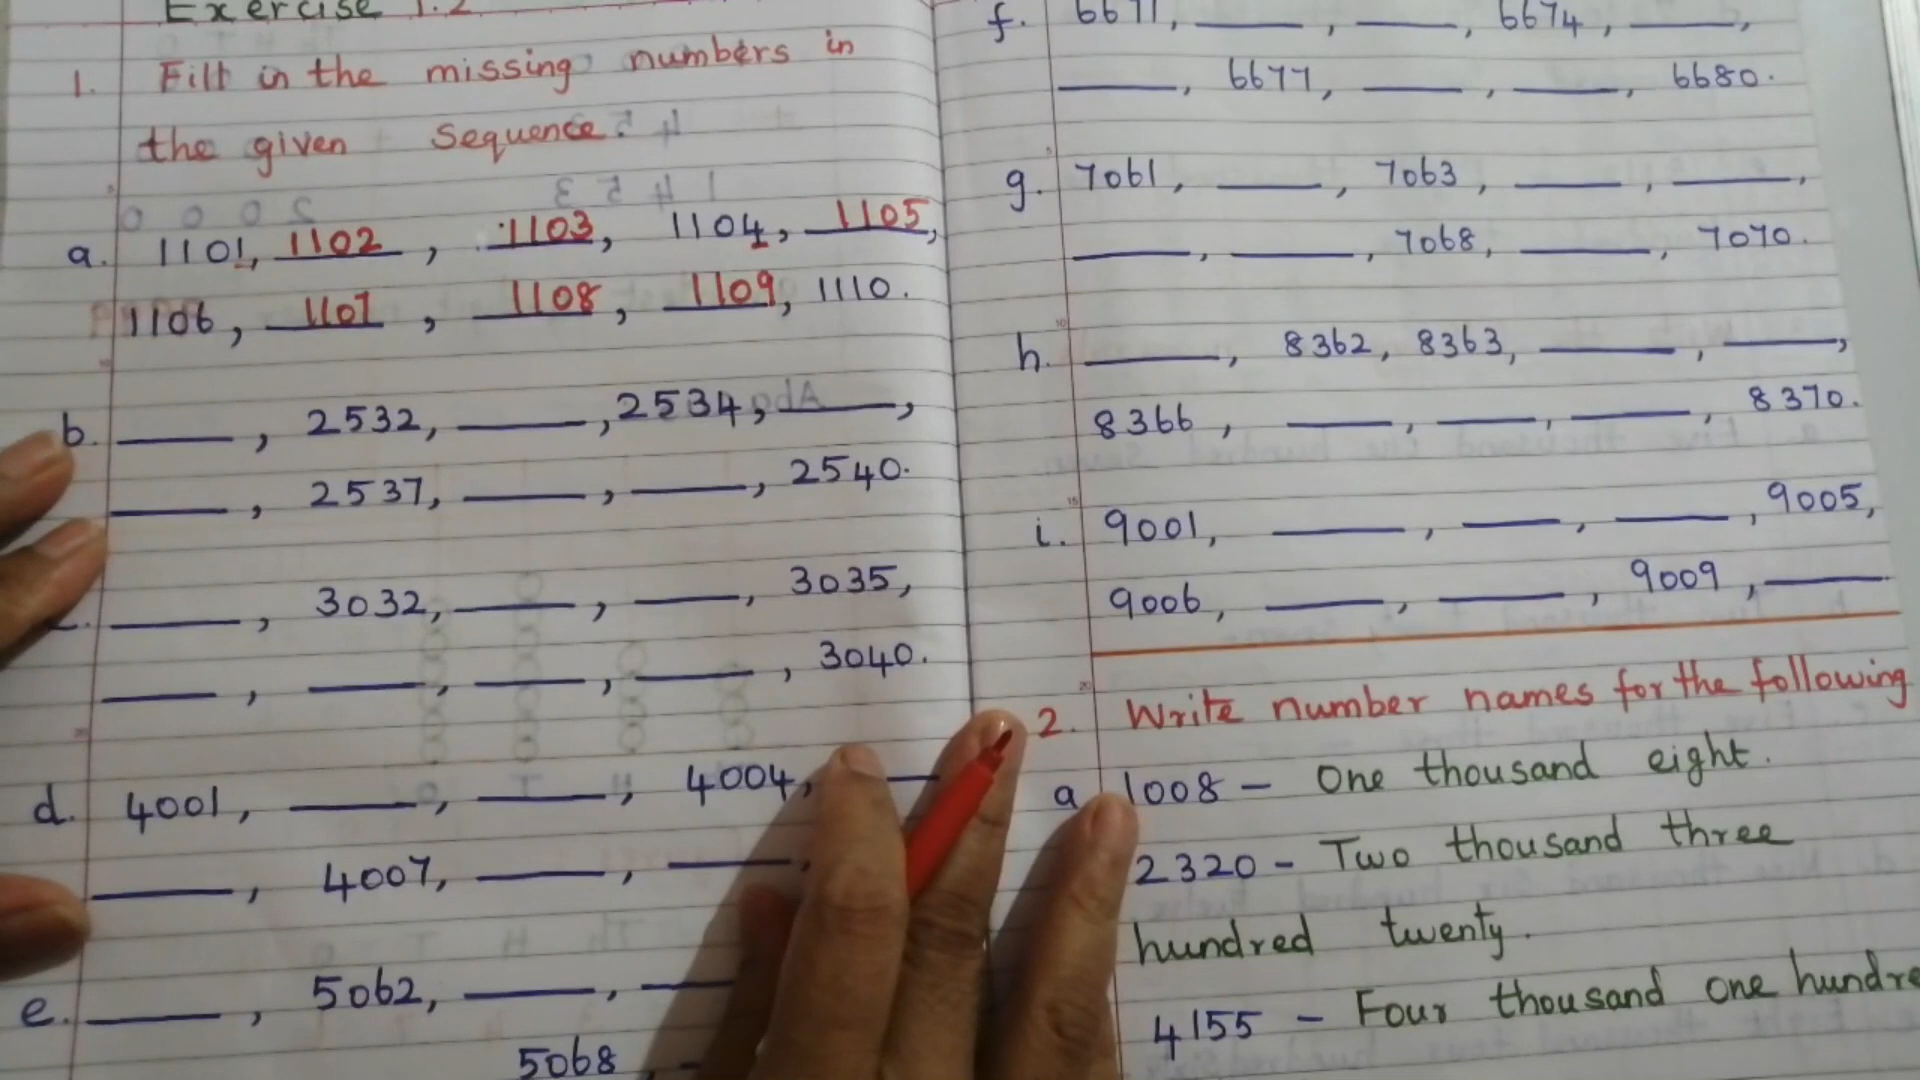 Exercise 1.2
1. Fill in the missing numbers in
the given Sequence.
a. 1101, 1102, 1103, 1104, 1105,
1106, 1107, 1108, 1109, 1110.
b. ____, 2532, ____, 2534, ____,
____, 2537, ____, ____, 2540.
____, 3032, ____, ____, 3035,
____, ____, ____, ____, 3040.
d. 4001, ____, ____, 4004, ____
____, 4007, ____, ____,
e. ____, 5062, ____, ____
5068, __
f. 6671, ____, ____, 6674, ____,
____, 6677, ____, ____, 6680.
g. 7061, ____, 7063, ____, ____,
____, ____, 7068, ____, 7070.
h. ____, 8362, 8363, ____, ____,
8366, ____, ____, ____, 8370.
i. 9001, ____, ____, ____, 9005,
9006, ____, ____, 9009, ____
2. Write number names for the following
a 1008 - One thousand eight.
2320 - Two thousand three
hundred twenty.
4155 - Four thousand one hundre